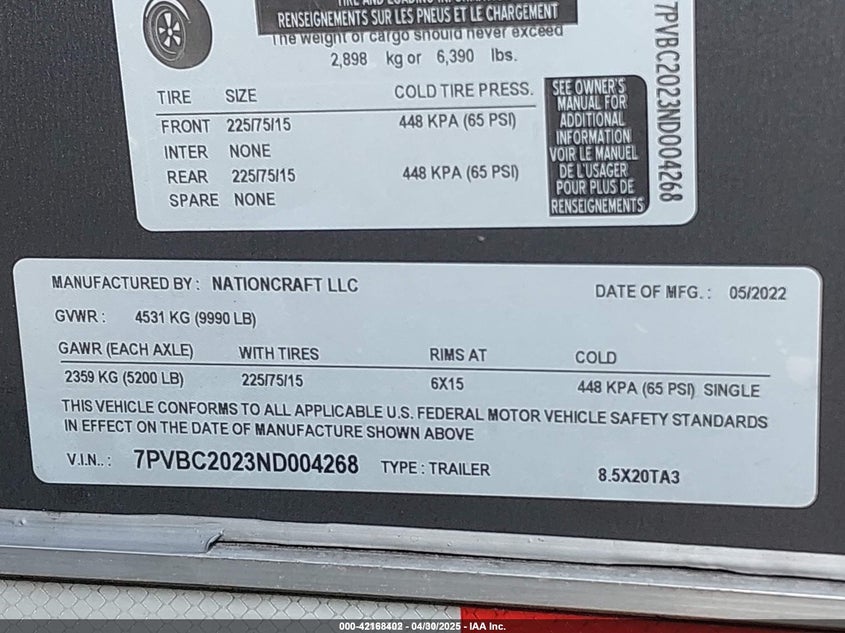 TIRE AND LOADING INFORMATION
RENSEIGNEMENTS SUR LES PNEUS ET LE CHARGEMENT
The weight of cargo should never exceed
2,898 kg or 6,390 lbs.
TIRE SIZE COLD TIRE PRESS.
FRONT 225/75/15 448 KPA (65 PSI)
INTER NONE
REAR 225/75/15 448 KPA (65 PSI)
SPARE NONE
SEE OWNER'S
MANUAL FOR
ADDITIONAL
INFORMATION
VOIR LE MANUEL
DE L'USAGER
POUR PLUS DE
RENSEIGNEMENTS
7PVBC2023ND004268
MANUFACTURED BY : NATIONCRAFT LLC DATE OF MFG. : 05/2022
GVWR : 4531 KG (9990 LB)
GAWR (EACH AXLE) WITH TIRES RIMS AT COLD
2359 KG (5200 LB) 225/75/15 6X15 448 KPA (65 PSI) SINGLE
THIS VEHICLE CONFORMS TO ALL APPLICABLE U.S. FEDERAL MOTOR VEHICLE SAFETY STANDARDS
IN EFFECT ON THE DATE OF MANUFACTURE SHOWN ABOVE
V.I.N.. : 7PVBC2023ND004268 TYPE : TRAILER 8.5X20TA3
000-42168402 - 04/30/2025 - IAA Inc.